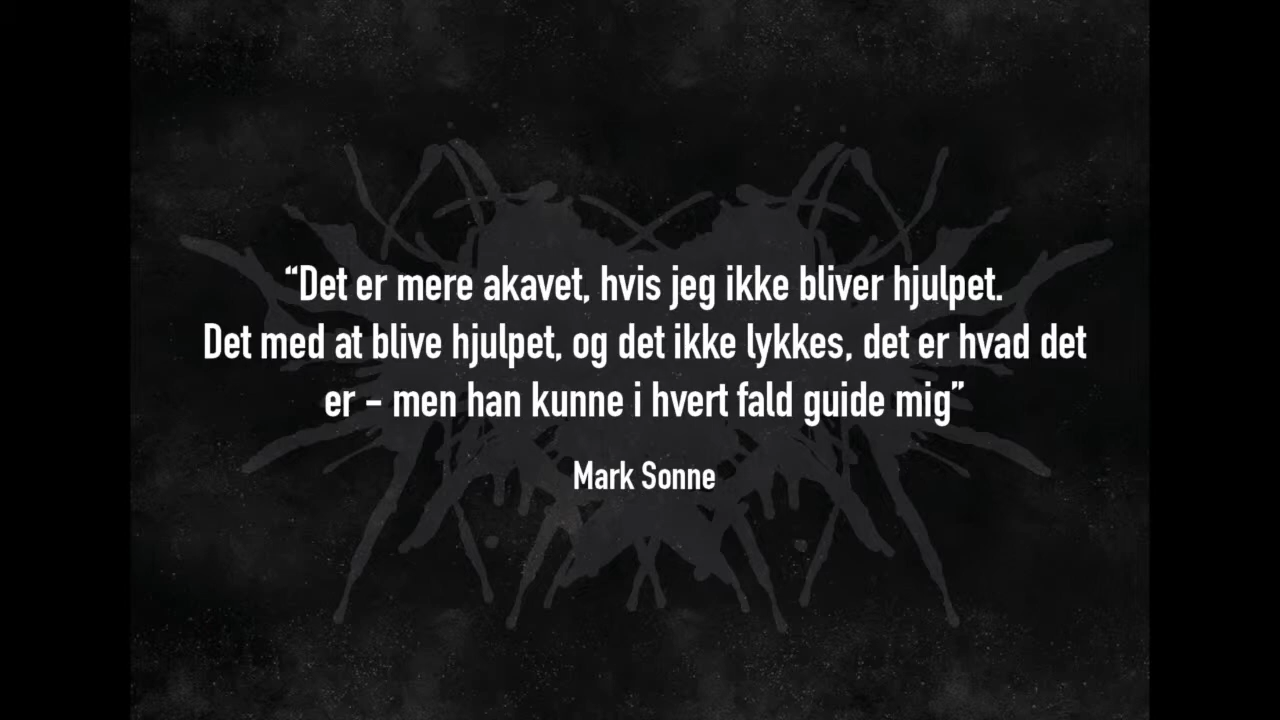 “Det er mere akavet, hvis jeg ikke bliver hjulpet.
Det med at blive hjulpet, og det ikke lykkes, det er hvad det
er - men han kunne i hvert fald guide mig”
Mark Sonne